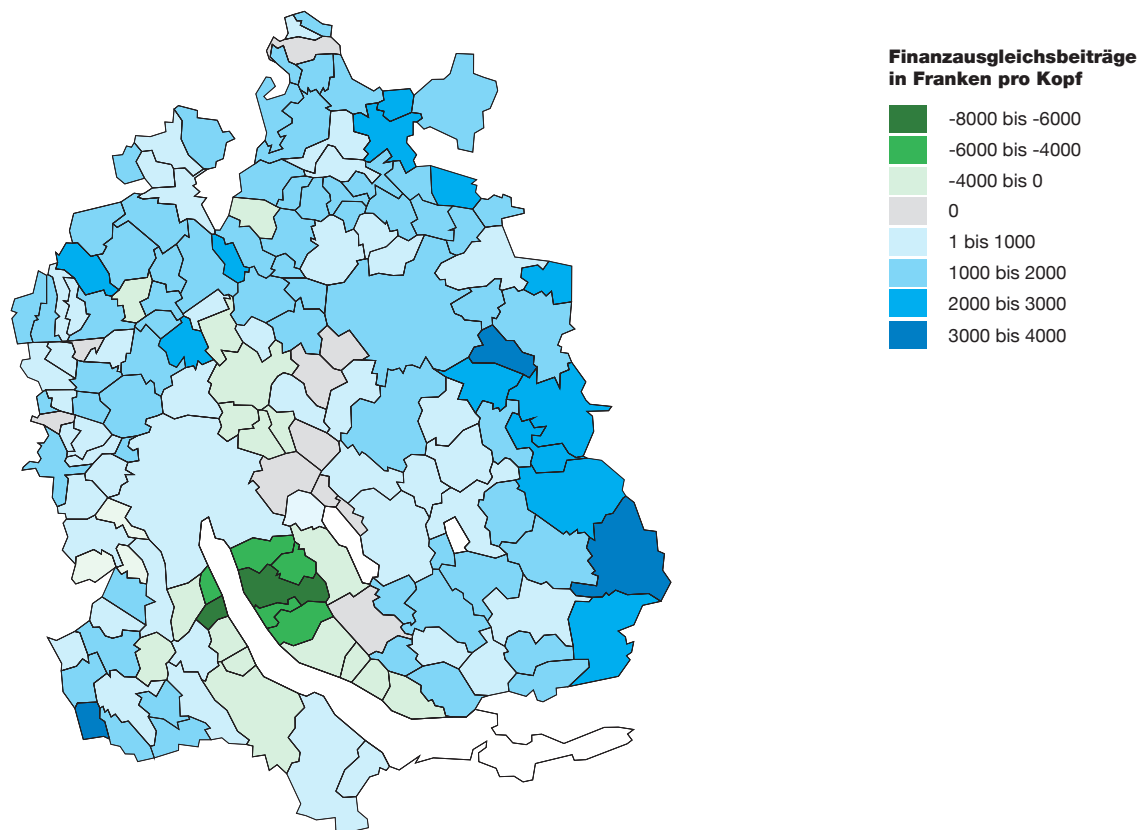 Finanzausgleichsbeiträge
in Franken pro Kopf
-8000 bis -6000
-6000 bis -4000
-4000 bis 0
0
1 bis 1000
1000 bis 2000
2000 bis 3000
3000 bis 4000